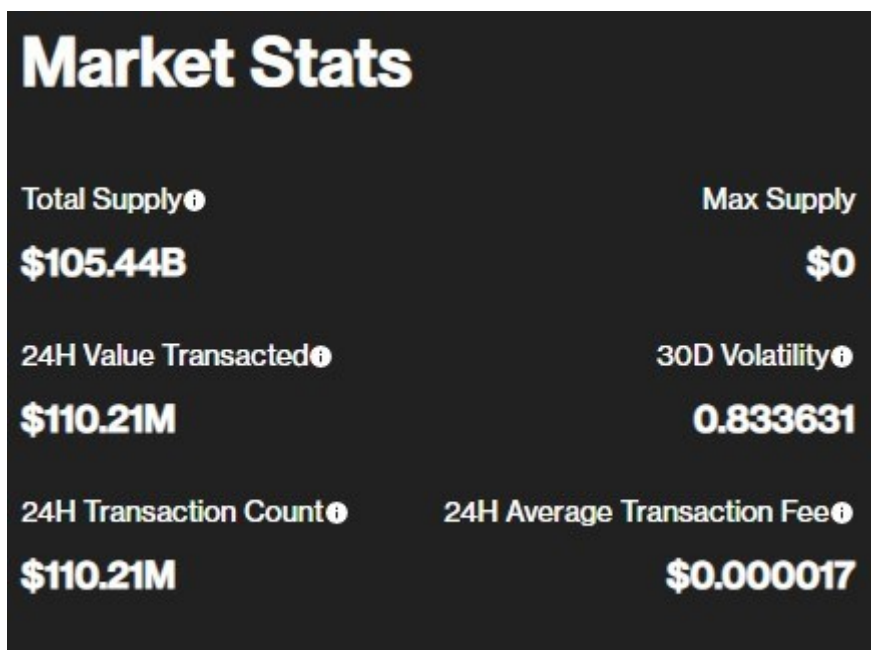 Market Stats
Total Supply Max Supply
$105.44B $0
24H Value Transacted 30D Volatility
$110.21M 0.833631
24H Transaction Count 24H Average Transaction Fee
$110.21M $0.000017